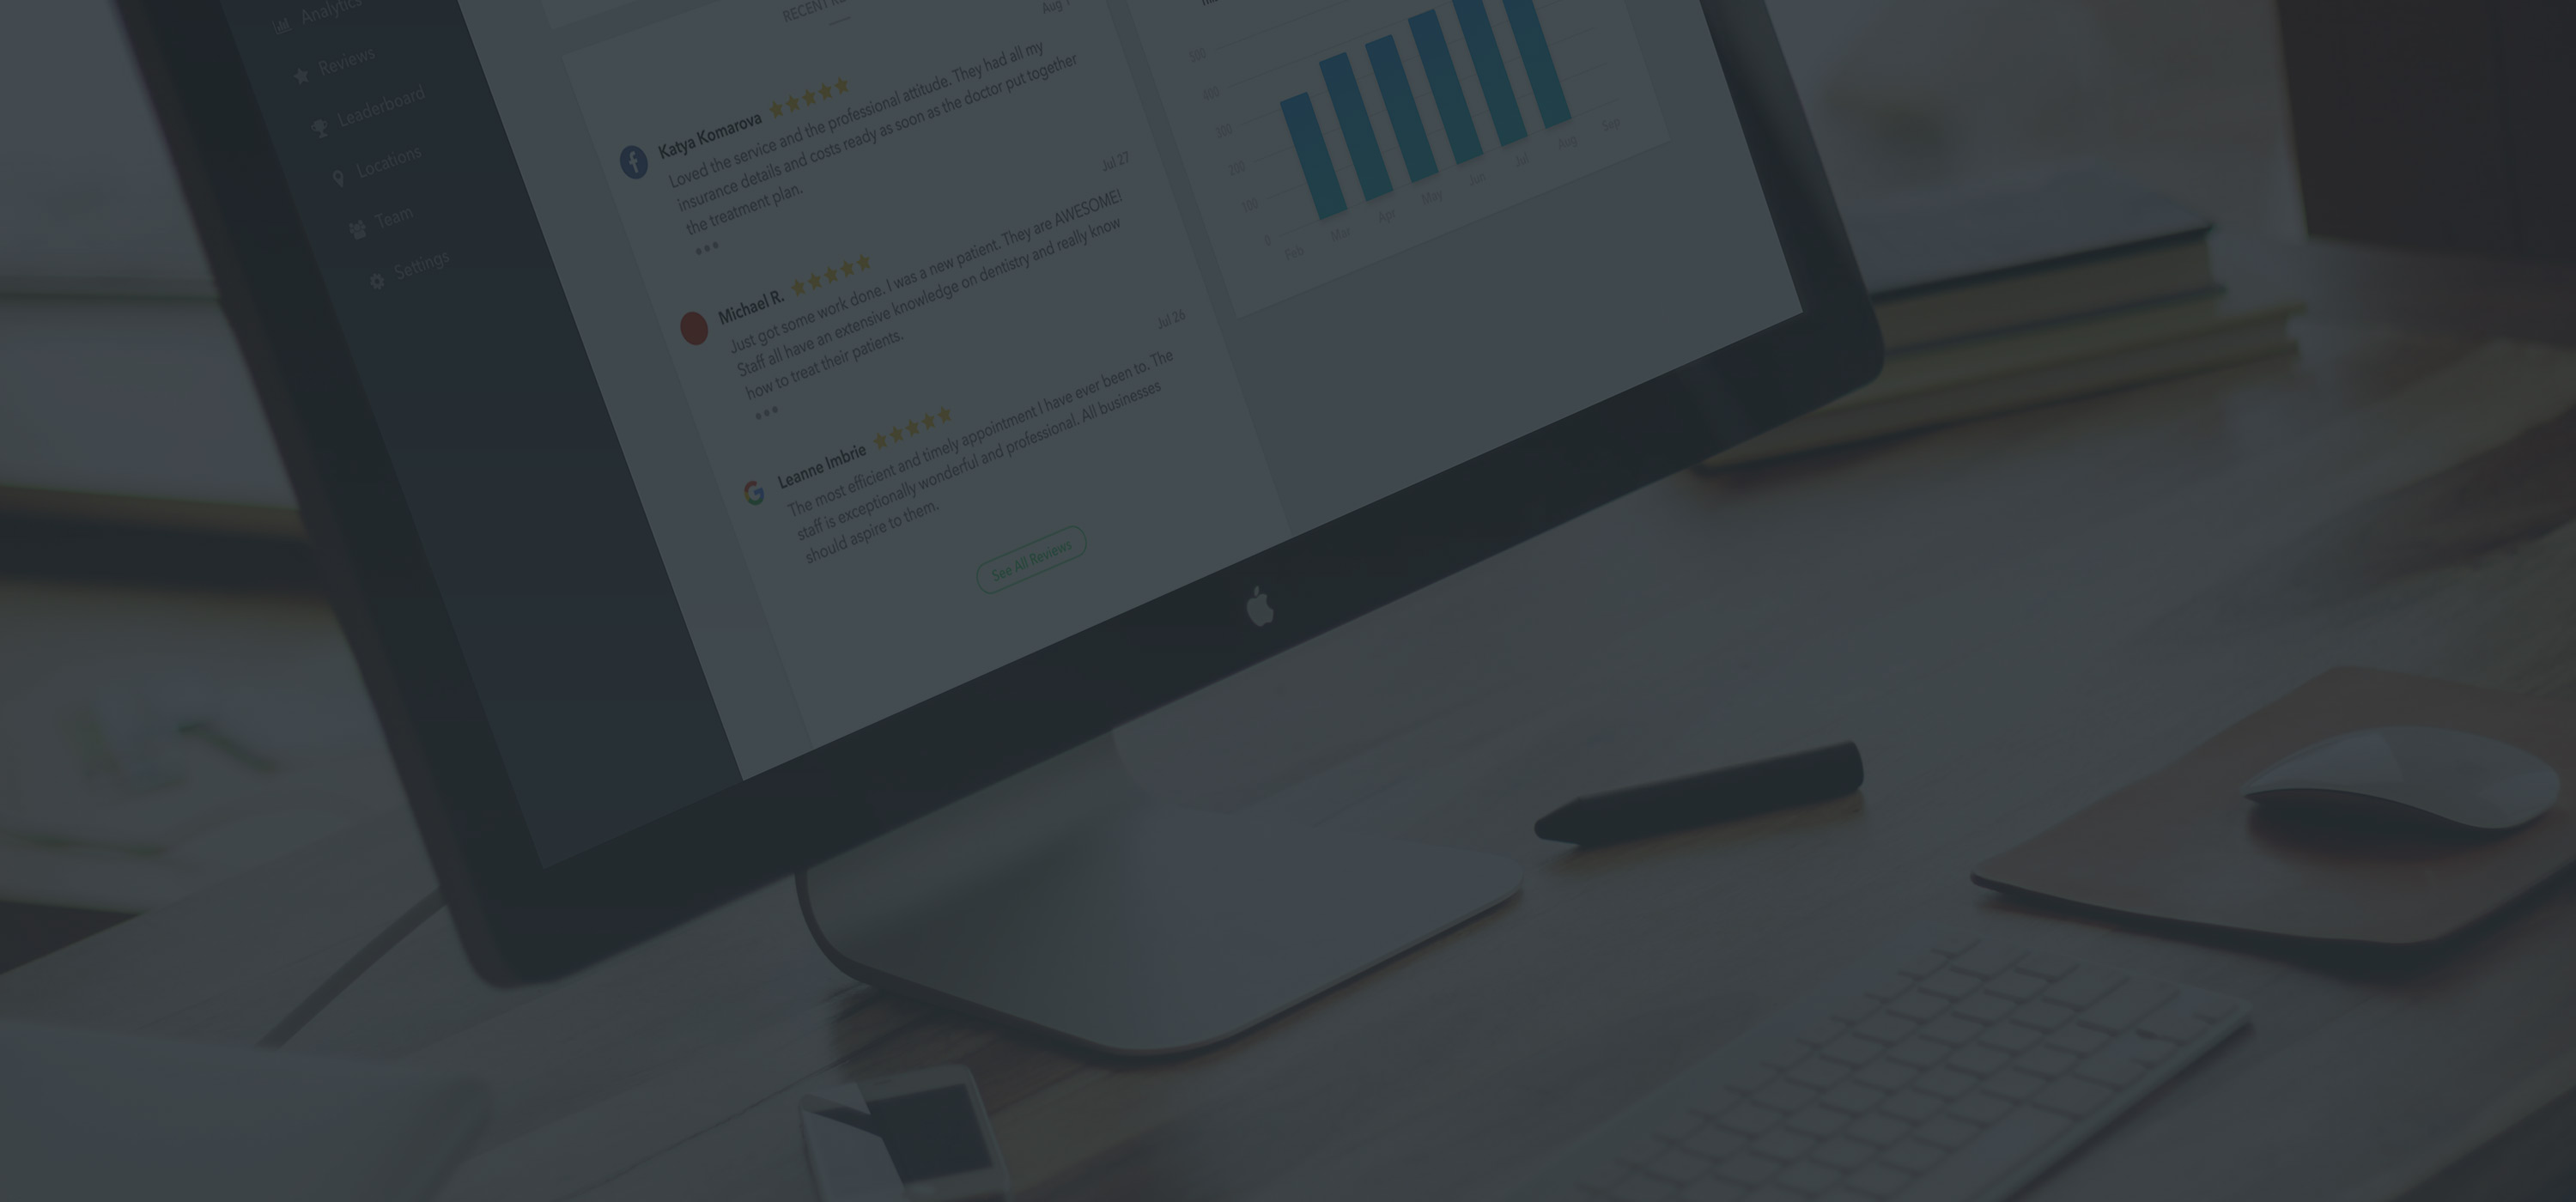 Analytics
Reviews
Leaderboard
Locations
Team
Settings
RECENT
Aug 1
Katya Komarova
Loved the service and the professional attitude. They had all my
insurance details and costs ready as soon as the doctor put together
the treatment plan.
Jul 27
Michael R.
Just got some work done. I was a new patient. They are AWESOME!
Staff all have an extensive knowledge on dentistry and really know
how to treat their patients.
Jul 26
Leanne Imbrie
The most efficient and timely appointment I have ever been to. The
staff is exceptionally wonderful and professional. All businesses
should aspire to them.
See All Reviews
500
400
300
200
100
0
Feb Mar Apr May Jun Jul Aug Sep